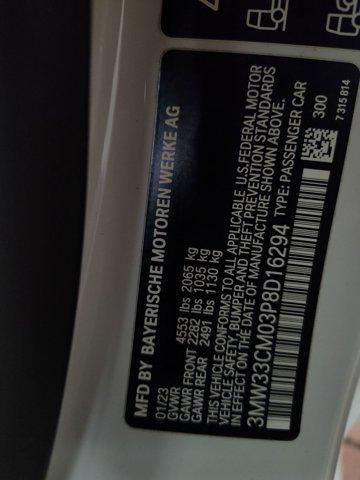 MFD BY BAYERISCHE MOTOREN WERKE AG
01/23
GVWR 4553 lbs 2065 kg
GAWR FRONT 2282 lbs 1035 kg
GAWR REAR 2491 lbs 1130 kg
THIS VEHICLE CONFORMS TO ALL APPLICABLE U.S. FEDERAL MOTOR
VEHICLE SAFETY, BUMPER AND THEFT PREVENTION STANDARDS
IN EFFECT ON THE DATE OF MANUFACTURE SHOWN ABOVE.
3MW33CM03P8D16294 TYPE: PASSENGER CAR
300
7 315 814